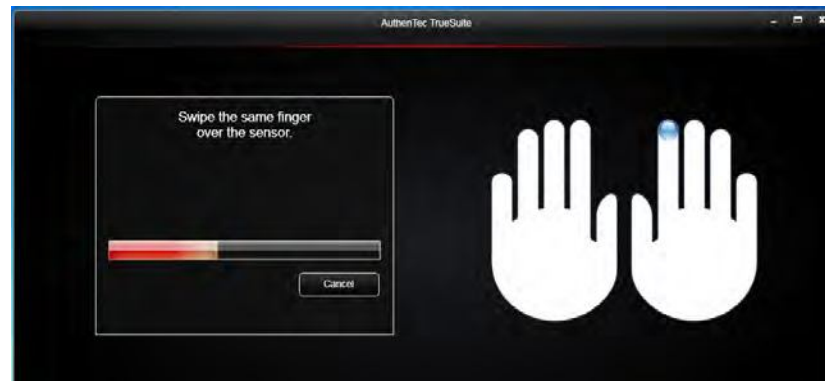 AuthenTec TrueSuite
Swipe the same finger
over the sensor.
Cancel